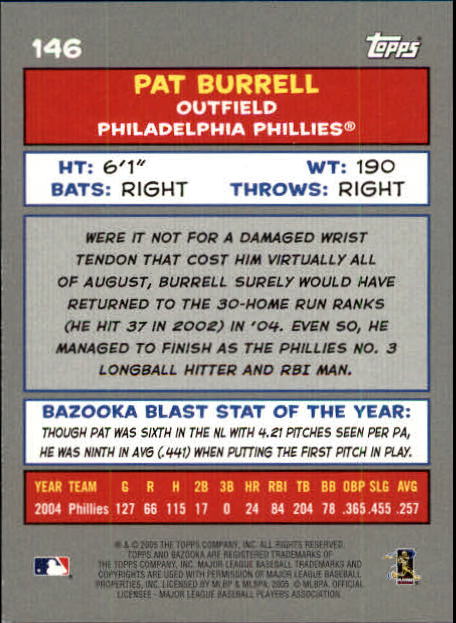 146
topps
PAT BURRELL
OUTFIELD
PHILADELPHIA PHILLIES®
HT: 6'1" WT: 190
BATS: RIGHT THROWS: RIGHT
WERE IT NOT FOR A DAMAGED WRIST
TENDON THAT COST HIM VIRTUALLY ALL
OF AUGUST, BURRELL SURELY WOULD HAVE
RETURNED TO THE 30-HOME RUN RANKS
(HE HIT 37 IN 2002) IN '04. EVEN SO, HE
MANAGED TO FINISH AS THE PHILLIES NO. 3
LONGBALL HITTER AND RBI MAN.
BAZOOKA BLAST STAT OF THE YEAR:
THOUGH PAT WAS SIXTH IN THE NL WITH 4.21 PITCHES SEEN PER PA,
HE WAS NINTH IN AVG (.441) WHEN PUTTING THE FIRST PITCH IN PLAY.
YEAR TEAM G R H 2B 3B HR RBI TB BB OBP SLG AVG
2004 Phillies 127 66 115 17 0 24 84 204 78 .365 .455 .257
® & © 2005 THE TOPPS COMPANY, INC. ALL RIGHTS RESERVED.
TOPPS AND BAZOOKA ARE REGISTERED TRADEMARKS OF
THE TOPPS COMPANY, INC. MAJOR LEAGUE BASEBALL TRADEMARKS AND
COPYRIGHTS ARE USED WITH PERMISSION OF MAJOR LEAGUE BASEBALL
PROPERTIES, INC. LICENSED BY MLBP & MLBPA, 2005 © MLBPA. OFFICIAL
LICENSEE - MAJOR LEAGUE BASEBALL PLAYERS ASSOCIATION.